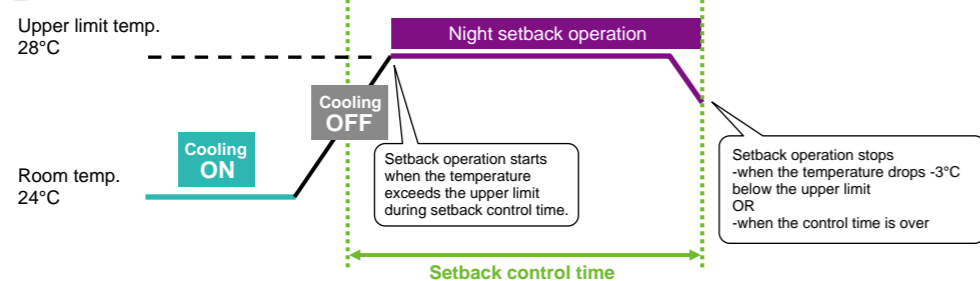 Upper limit temp.
28°C
Night setback operation
Cooling
OFF
Cooling
ON
Room temp.
24°C
Setback operation starts
when the temperature
exceeds the upper limit
during setback control time.
Setback operation stops
-when the temperature drops -3°C
below the upper limit
OR
-when the control time is over
Setback control time